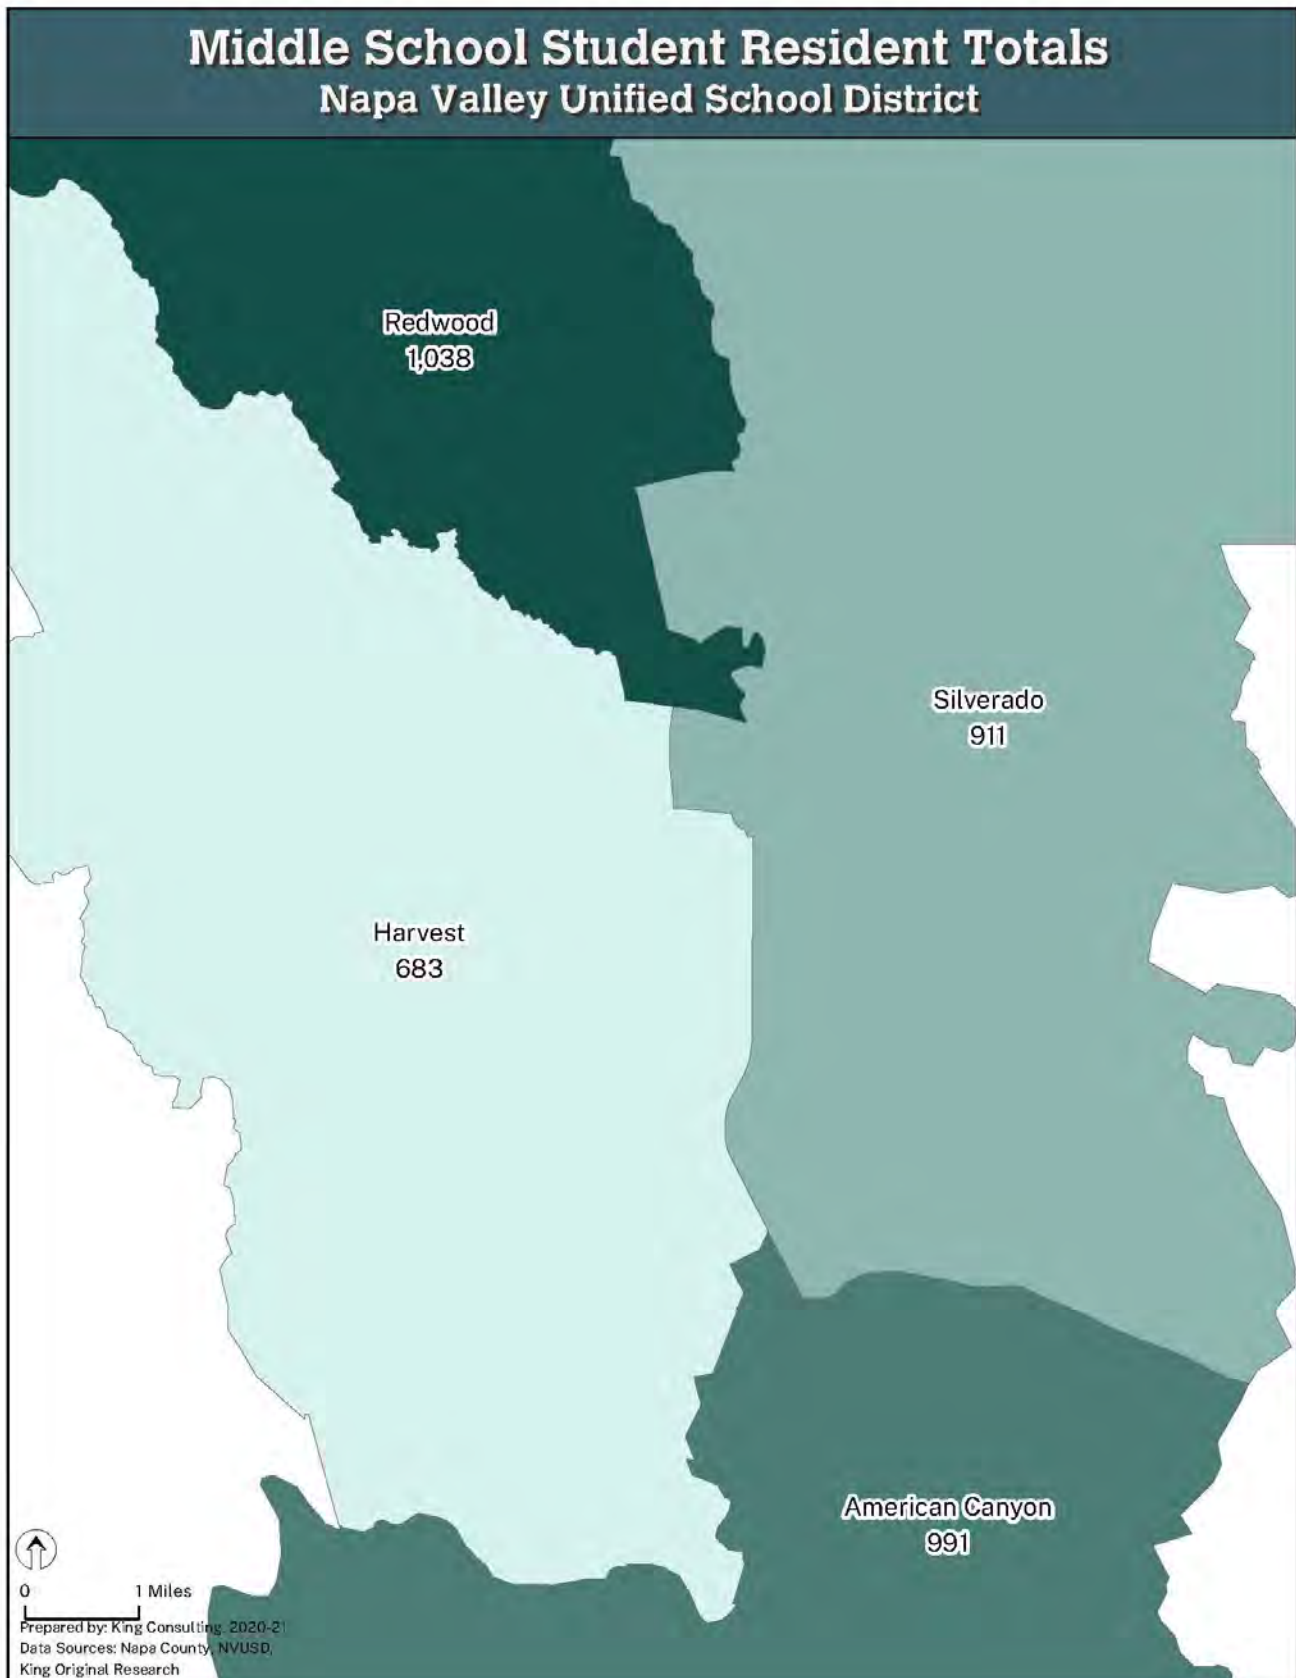 Middle School Student Resident Totals
Napa Valley Unified School District
Redwood
1,038
Silverado
911
Harvest
683
American Canyon
991
0 1 Miles
Prepared by: King Consulting, 2020-21
Data Sources: Napa County, NVUSD,
King Original Research